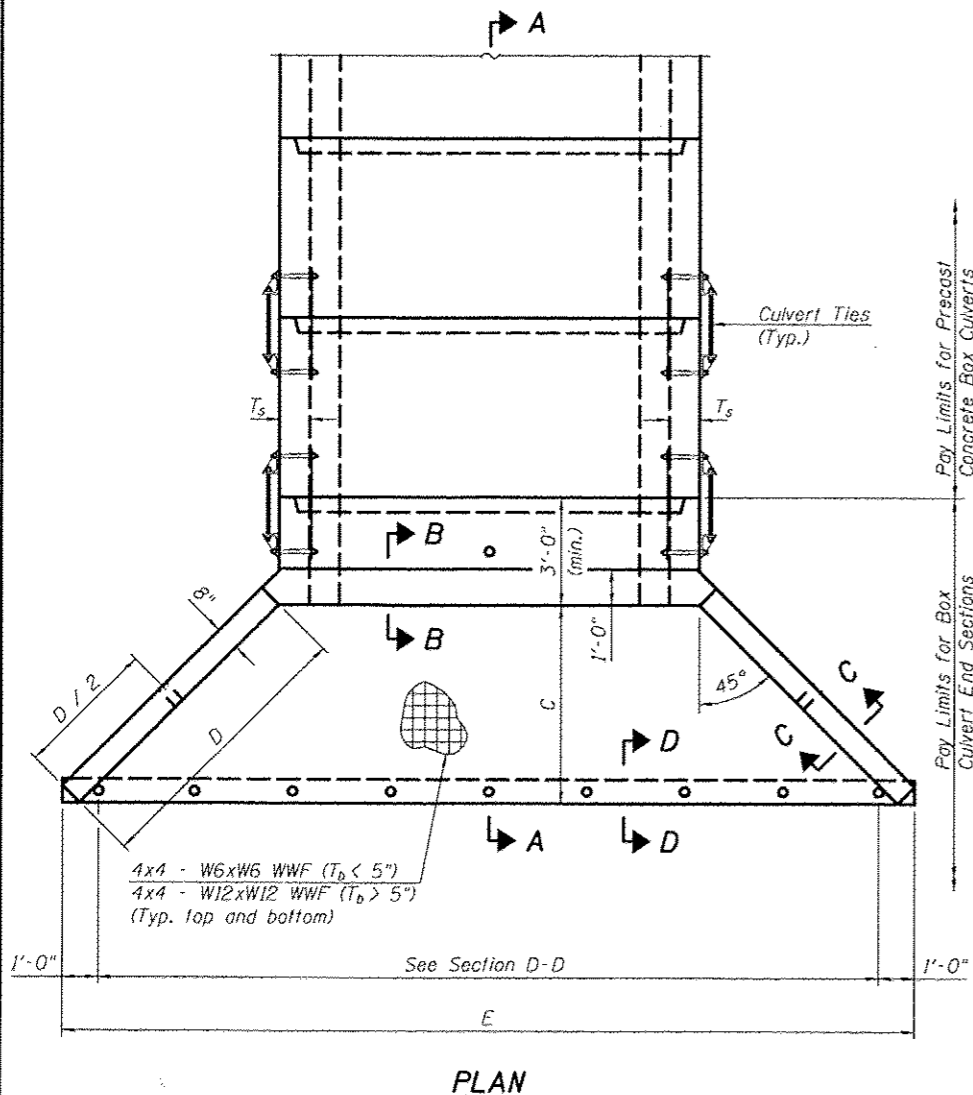 A
Pay Limits for Precast
Concrete Box Culverts
Culvert Ties
(Typ.)
Ts
Ts
B
3'-0"
(min.)
8"
B
1'-0"
Pay Limits for Box
Culvert End Sections
D / 2
D
C
45°
C
D
C
A
D
4x4 - W6xW6 WWF (Tb < 5")
4x4 - W12xW12 WWF (Tb > 5")
(Typ. top and bottom)
1'-0"
See Section D-D
1'-0"
E
PLAN